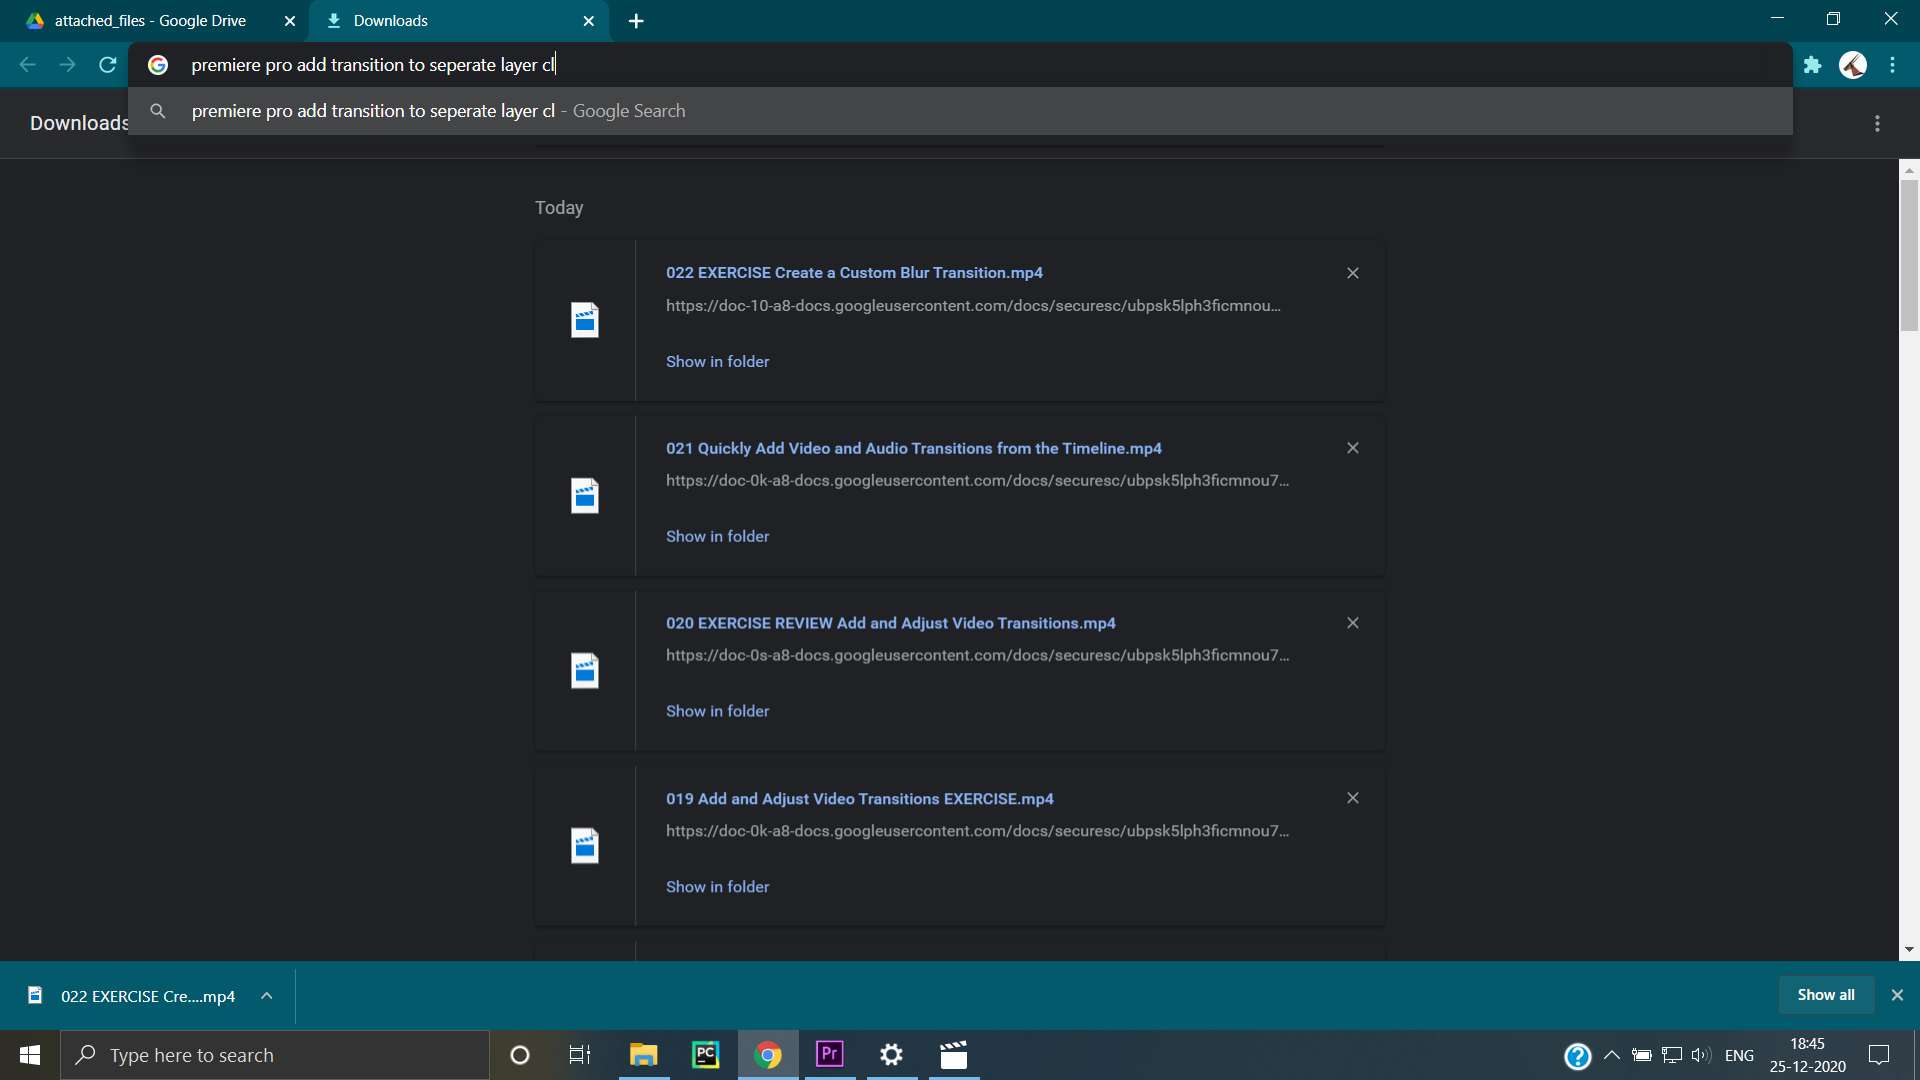 attached_files - Google Drive
Downloads
premiere pro add transition to seperate layer cl
premiere pro add transition to seperate layer cl - Google Search
Downloads
Today
022 EXERCISE Create a Custom Blur Transition.mp4
https://doc-10-a8-docs.googleusercontent.com/docs/securesc/ubpsk5lph3ficmnou...
Show in folder
021 Quickly Add Video and Audio Transitions from the Timeline.mp4
https://doc-0k-a8-docs.googleusercontent.com/docs/securesc/ubpsk5lph3ficmnou7...
Show in folder
020 EXERCISE REVIEW Add and Adjust Video Transitions.mp4
https://doc-0s-a8-docs.googleusercontent.com/docs/securesc/ubpsk5lph3ficmnou7...
Show in folder
019 Add and Adjust Video Transitions EXERCISE.mp4
https://doc-0k-a8-docs.googleusercontent.com/docs/securesc/ubpsk5lph3ficmnou7...
Show in folder
022 EXERCISE Cre....mp4
Show all
Type here to search
PC
Pr
ENG
18:45
25-12-2020